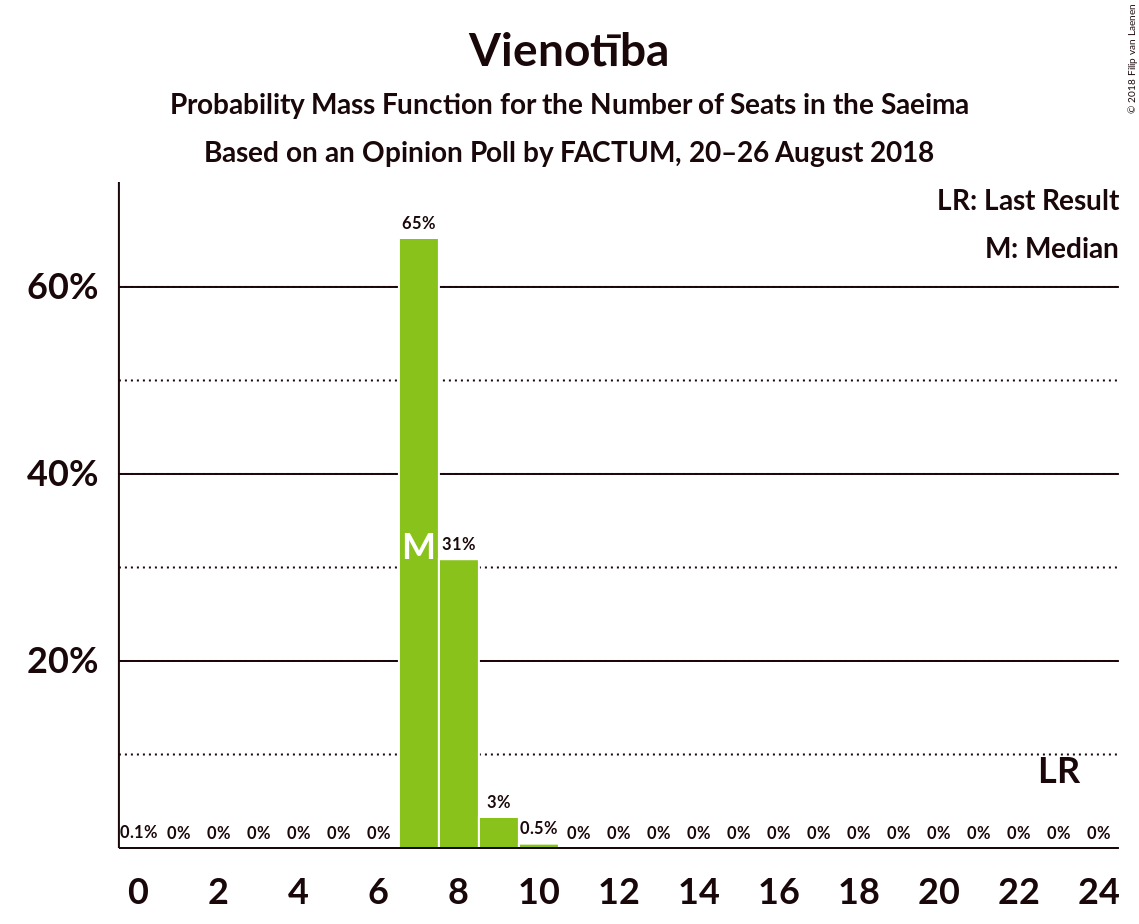 Vienotība
Probability Mass Function for the Number of Seats in the Saeima
Based on an Opinion Poll by FACTUM, 20–26 August 2018
© 2018 Filip van Laenen
LR: Last Result
M: Median
60%
40%
20%
65%
M
31%
3%
0.5%
LR
0.1% 0% 0% 0% 0% 0% 0% 0% 0% 0% 0% 0% 0% 0% 0% 0% 0% 0% 0% 0% 0%
0 2 4 6 8 10 12 14 16 18 20 22 24